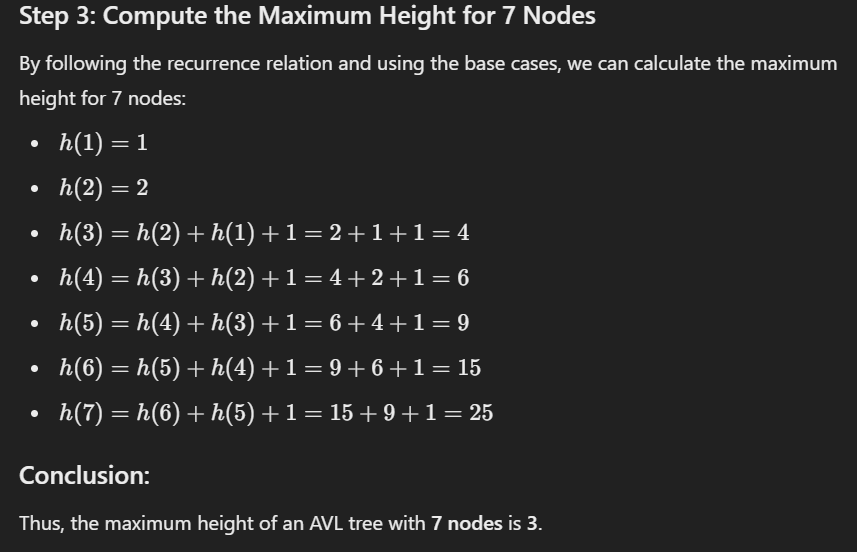 Step 3: Compute the Maximum Height for 7 Nodes
By following the recurrence relation and using the base cases, we can calculate the maximum
height for 7 nodes:
• h(1) = 1
• h(2) = 2
• h(3) = h(2) + h(1) + 1 = 2 + 1 + 1 = 4
• h(4) = h(3) + h(2) + 1 = 4 + 2 + 1 = 6
• h(5) = h(4) + h(3) + 1 = 6 + 4 + 1 = 9
• h(6) = h(5) + h(4) + 1 = 9 + 6 + 1 = 15
• h(7) = h(6) + h(5) + 1 = 15 + 9 + 1 = 25
Conclusion:
Thus, the maximum height of an AVL tree with 7 nodes is 3.